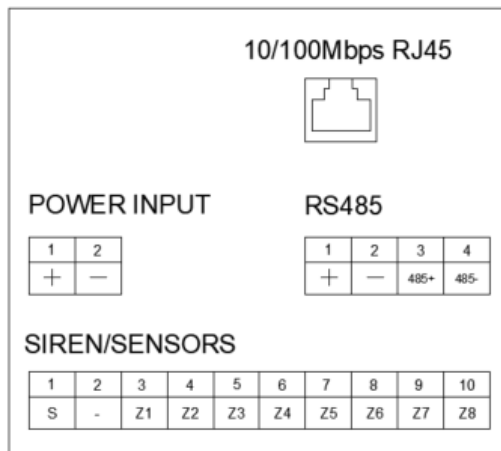 10/100Mbps RJ45
POWER INPUT
1 2
+ —
RS485
1 2 3 4
+ — 485+ 485-
SIREN/SENSORS
1 2 3 4 5 6 7 8 9 10
S - Z1 Z2 Z3 Z4 Z5 Z6 Z7 Z8